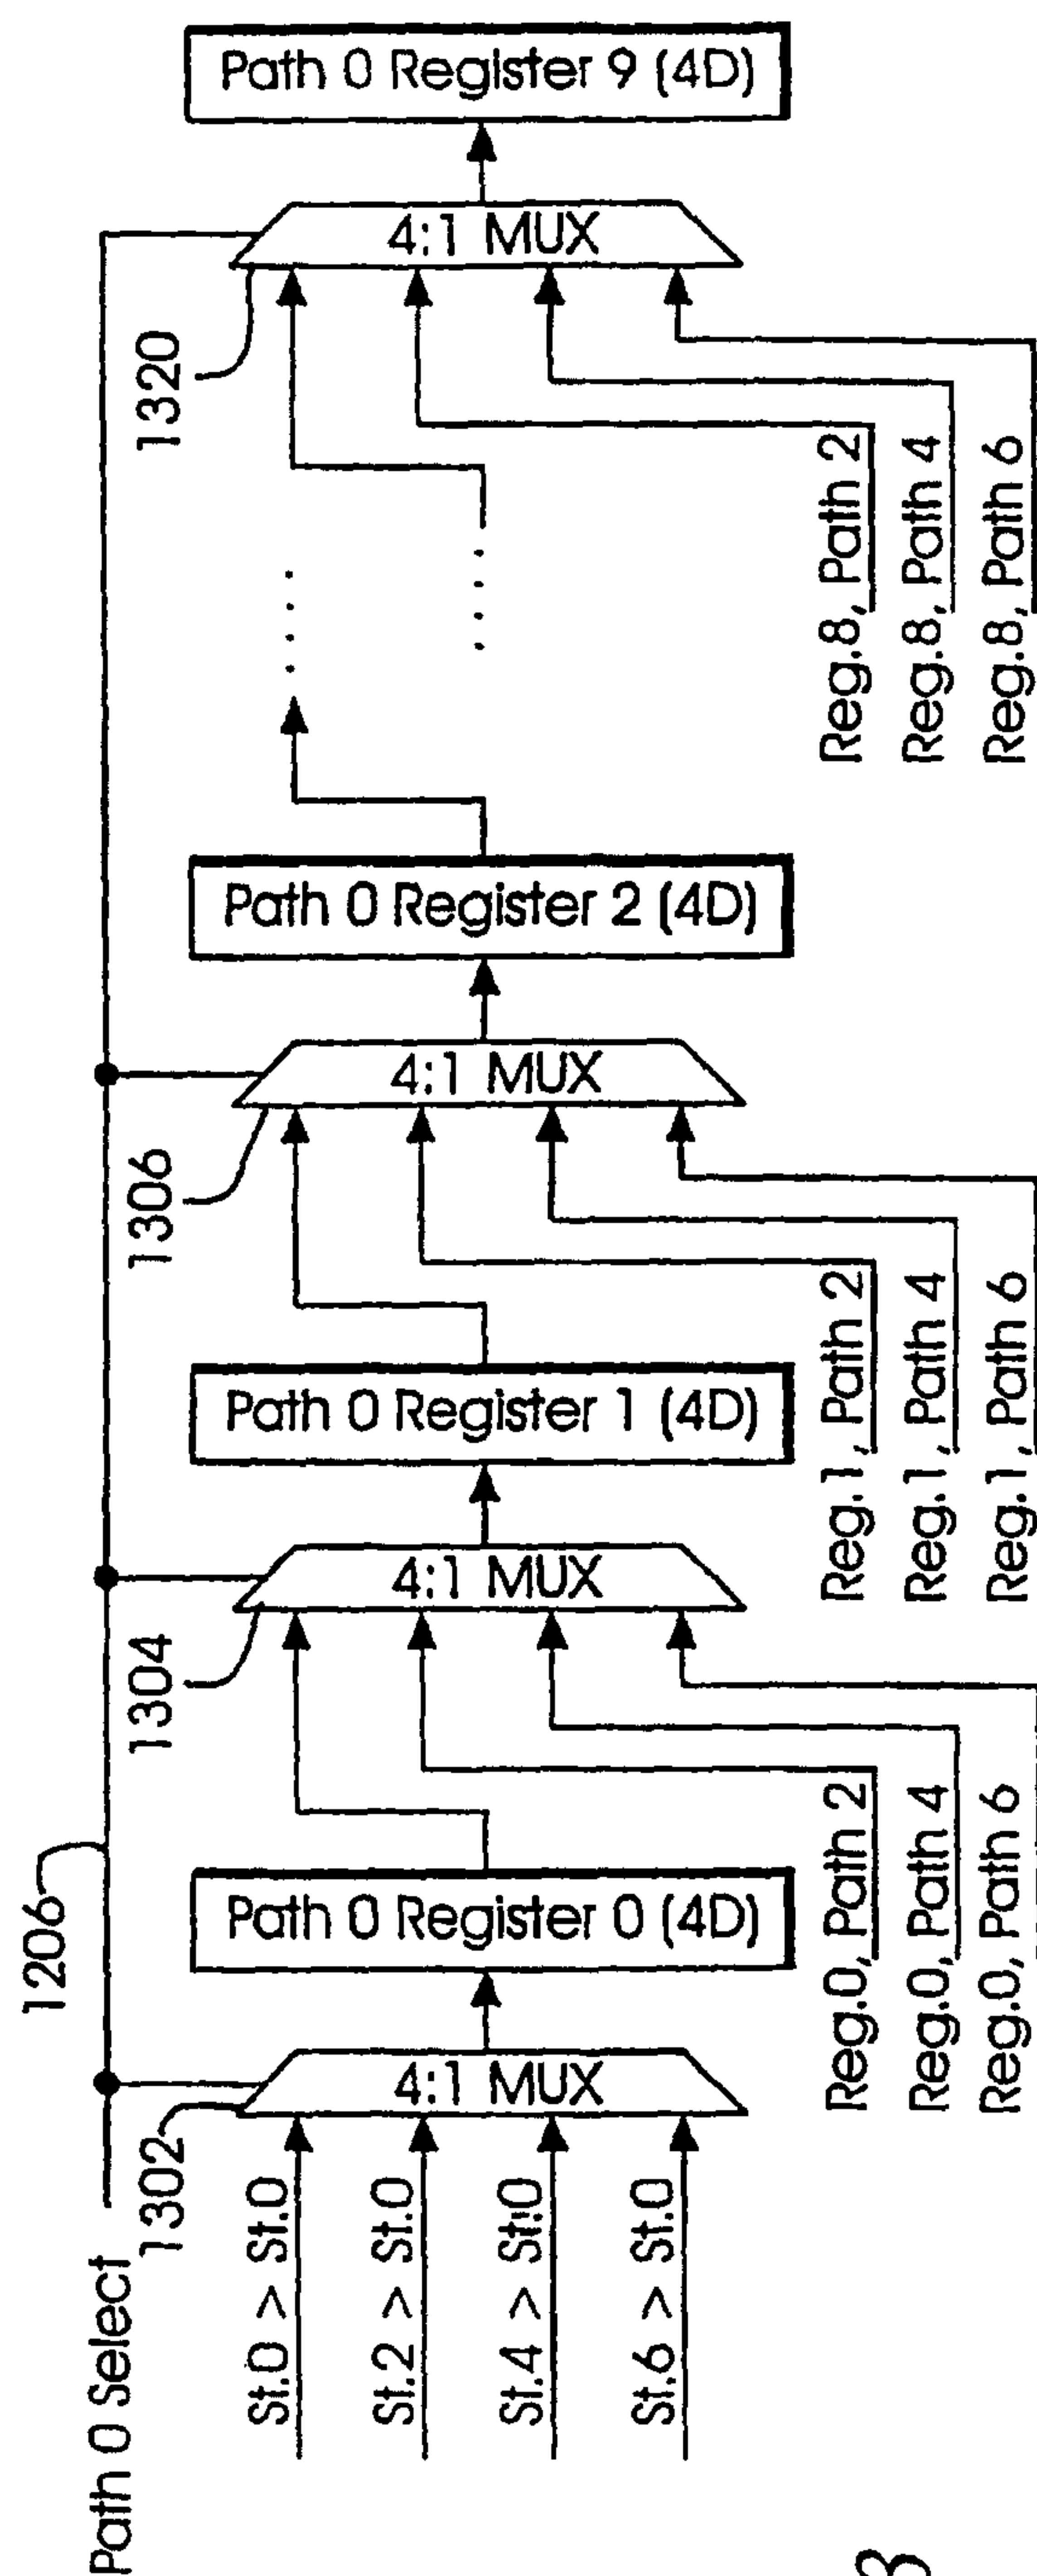 Path 0 Register 9 (4D)
4:1 MUX
1320
Reg.8, Path 2
Reg.8, Path 4
Reg.8, Path 6
Path 0 Register 2 (4D)
4:1 MUX
1306
Reg.1, Path 2
Reg.1, Path 4
Reg.1, Path 6
Path 0 Register 1 (4D)
4:1 MUX
1304
Reg.0, Path 2
Reg.0, Path 4
Reg.0, Path 6
1206
Path 0 Register 0 (4D)
4:1 MUX
1302
St.0 > St.0
St.2 > St.0
St.4 > St.0
St.6 > St.0
Path 0 Select
3